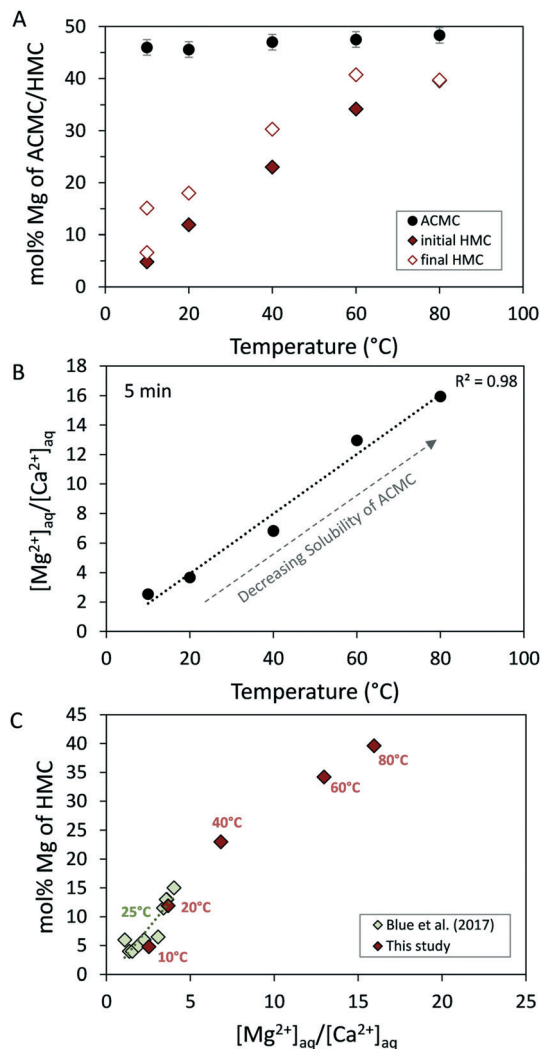 A
mol% Mg of ACMC/HMC
50
40
30
20
10
0
ACMC
initial HMC
final HMC
0 20 40 60 80 100
Temperature (°C)
B
[Mg²⁺]aq/[Ca²⁺]aq
18
16
14
12
10
8
6
4
2
0
5 min
R² = 0.98
Decreasing Solubility of ACMC
0 20 40 60 80 100
Temperature (°C)
C
mol% Mg of HMC
45
40
35
30
25
20
15
10
5
0
80°C
60°C
40°C
25°C
20°C
10°C
Blue et al. (2017)
This study
0 5 10 15 20 25
[Mg²⁺]aq/[Ca²⁺]aq